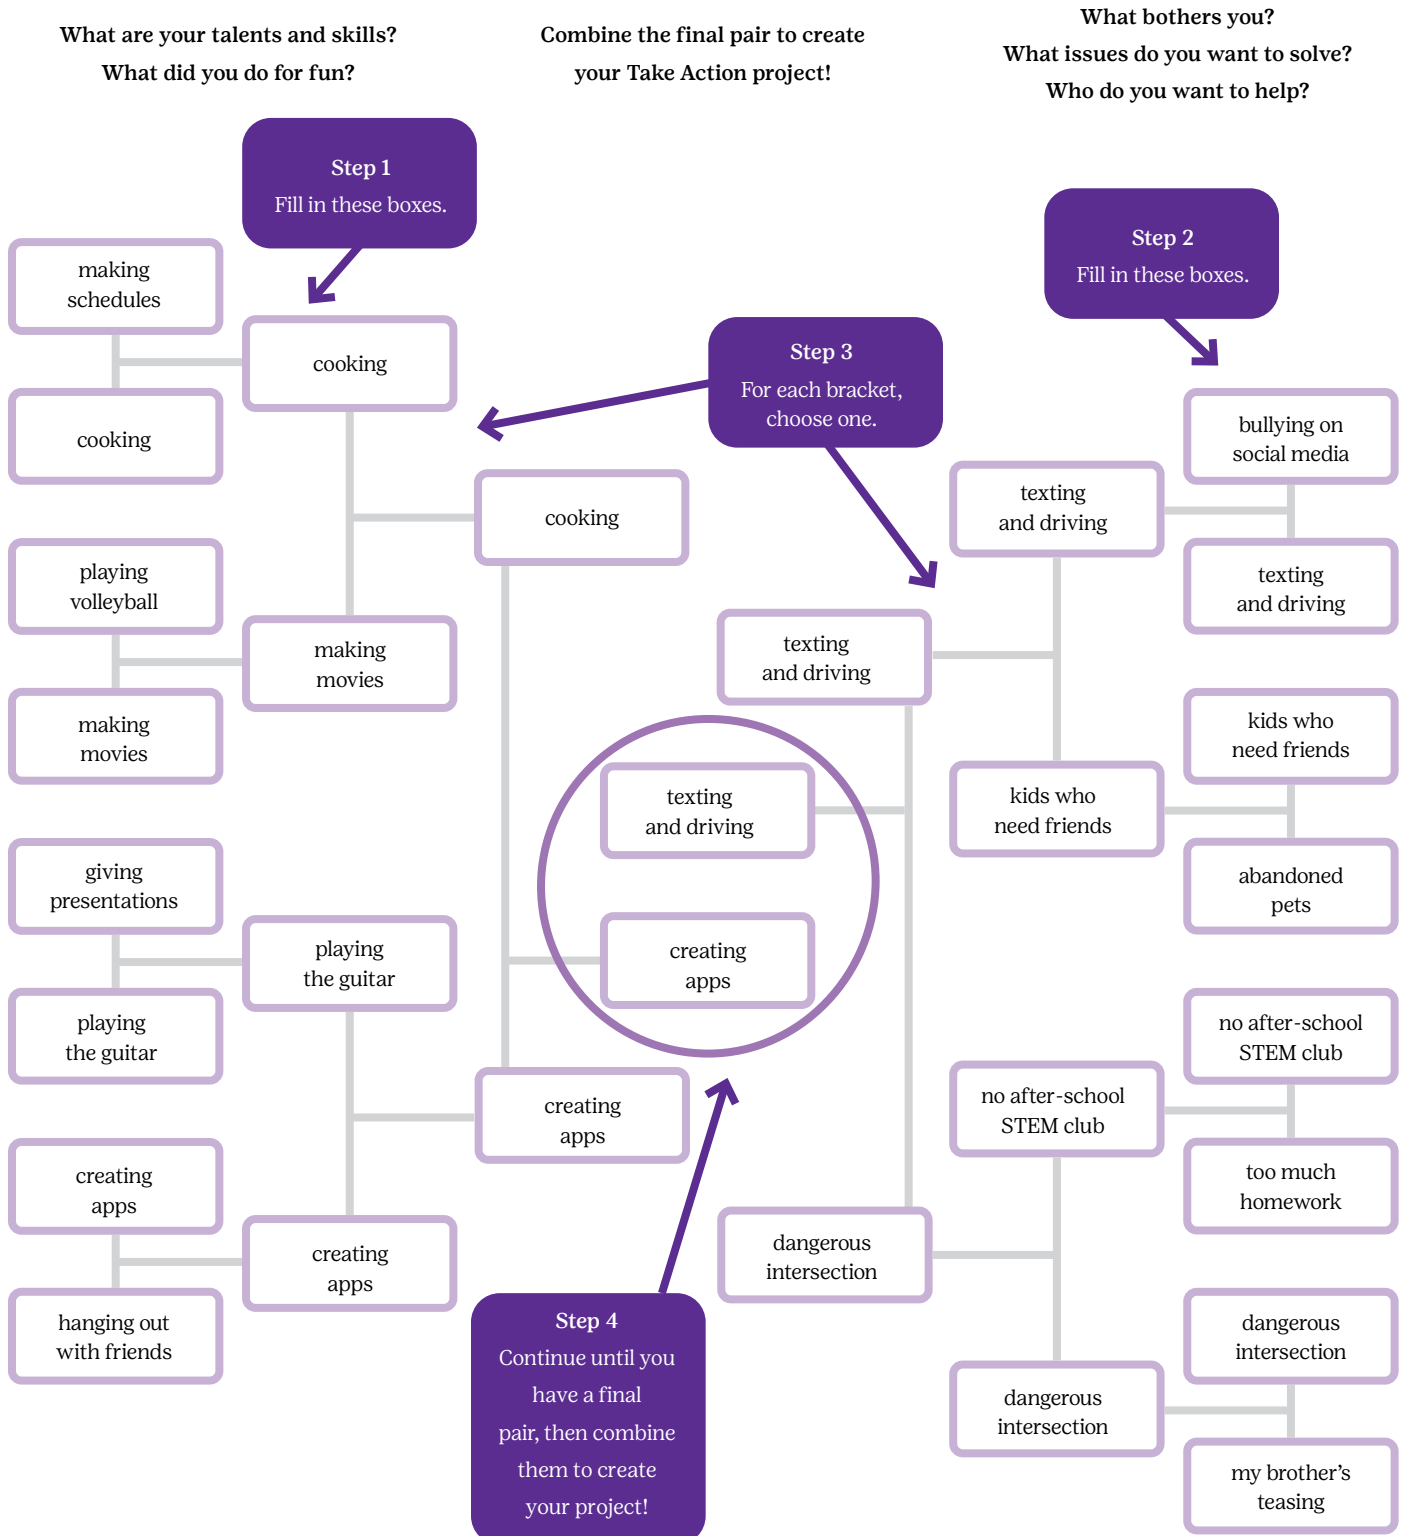 What are your talents and skills?
What did you do for fun?
Combine the final pair to create
your Take Action project!
What bothers you?
What issues do you want to solve?
Who do you want to help?
Step 1
Fill in these boxes.
making
schedules
cooking
cooking
playing
volleyball
making
movies
making
movies
giving
presentations
playing
the guitar
playing
the guitar
creating
apps
hanging out
with friends
creating
apps
cooking
creating
apps
Step 3
For each bracket,
choose one.
texting
and driving
creating
apps
Step 4
Continue until you
have a final
pair, then combine
them to create
your project!
texting
and driving
dangerous
intersection
Step 2
Fill in these boxes.
texting
and driving
bullying on
social media
texting
and driving
kids who
need friends
kids who
need friends
abandoned
pets
no after-school
STEM club
no after-school
STEM club
too much
homework
dangerous
intersection
dangerous
intersection
my brother’s
teasing